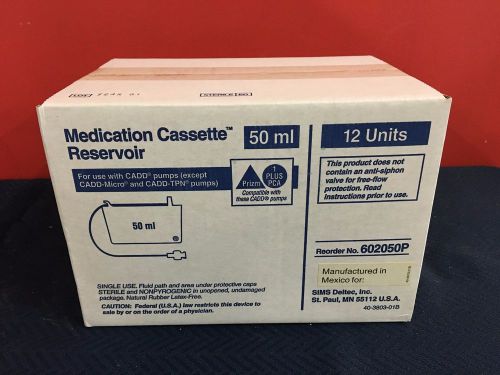 STERILE EO
Medication Cassette™
Reservoir
50 ml
12 Units
For use with CADD® pumps (except
CADD-Micro® and CADD-TPN® pumps)
Prizm
1
PLUS
PCA
Compatible with
these CADD® pumps
50 ml
This product does not
contain an anti-siphon
valve for free-flow
protection. Read
instructions prior to use.
Reorder No. 602050P
Manufactured in
Mexico for:
SIMS Deltec, Inc.
St. Paul, MN 55112 U.S.A.
40-3803-01B
SINGLE USE. Fluid path and area under protective caps
STERILE and NONPYROGENIC in unopened, undamaged
package. Natural Rubber Latex-Free.
CAUTION: Federal (U.S.A.) law restricts this device to
sale by or on the order of a physician.